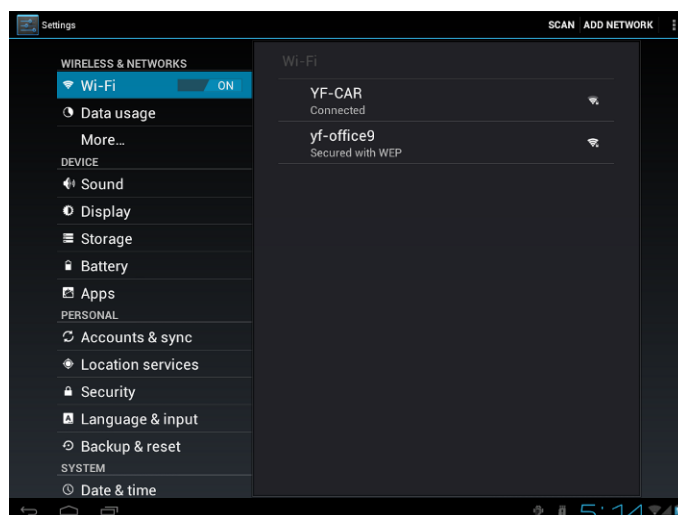 Settings
SCAN ADD NETWORK
WIRELESS & NETWORKS
Wi-Fi ON
Data usage
More...
DEVICE
Sound
Display
Storage
Battery
Apps
PERSONAL
Accounts & sync
Location services
Security
Language & input
Backup & reset
SYSTEM
Date & time
Wi-Fi
YF-CAR
Connected
yf-office9
Secured with WEP
5:14